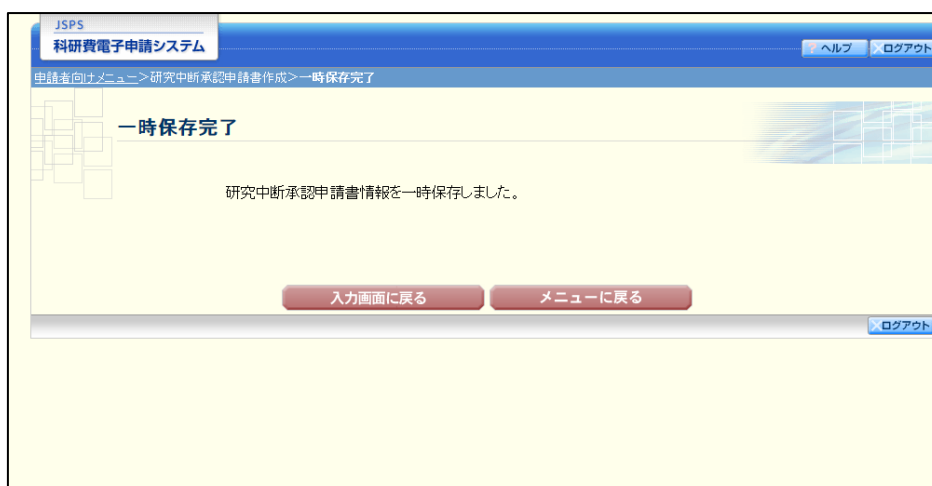 JSPS
科研費電子申請システム
? ヘルプ ×ログアウト
申請者向けメニュー>研究中断承認申請書作成>一時保存完了
一時保存完了
研究中断承認申請書情報を一時保存しました。
入力画面に戻る メニューに戻る
×ログアウト